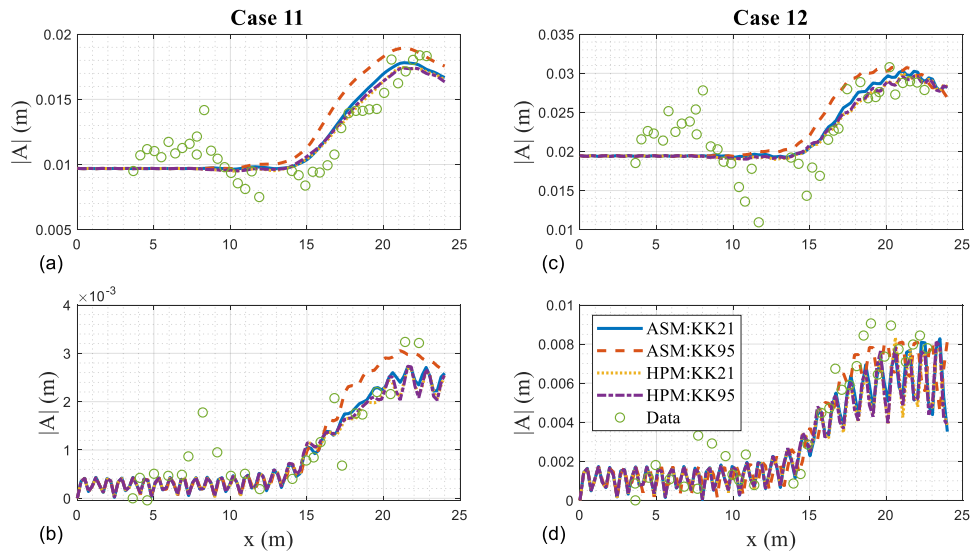 Case 11
0.02
0.015
0.01
0.005
|A| (m)
0 5 10 15 20 25
(a)
Case 12
0.035
0.03
0.025
0.02
0.015
0.01
|A| (m)
0 5 10 15 20 25
(c)
×10⁻³
4
3
2
1
0
|A| (m)
0 5 10 15 20 25
(b)
x (m)
0.01
0.008
0.006
0.004
0.002
0
|A| (m)
ASM:KK21
ASM:KK95
HPM:KK21
HPM:KK95
Data
0 5 10 15 20 25
(d)
x (m)